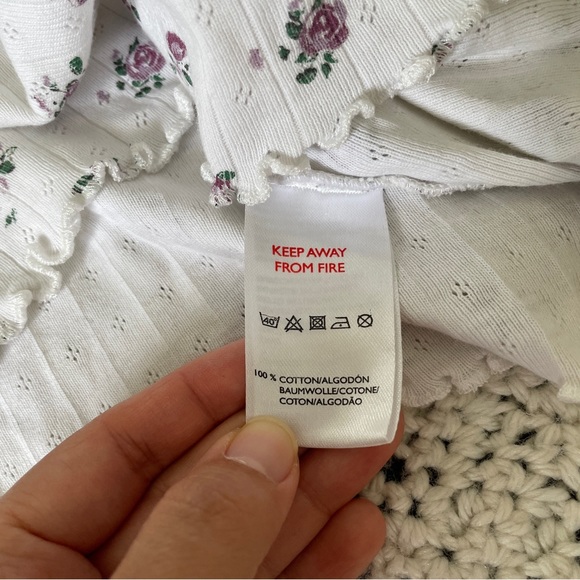 KEEP AWAY
FROM FIRE
40°
100 % COTTON/ALGODÓN
BAUMWOLLE/COTONE/
COTON/ALGODÃO